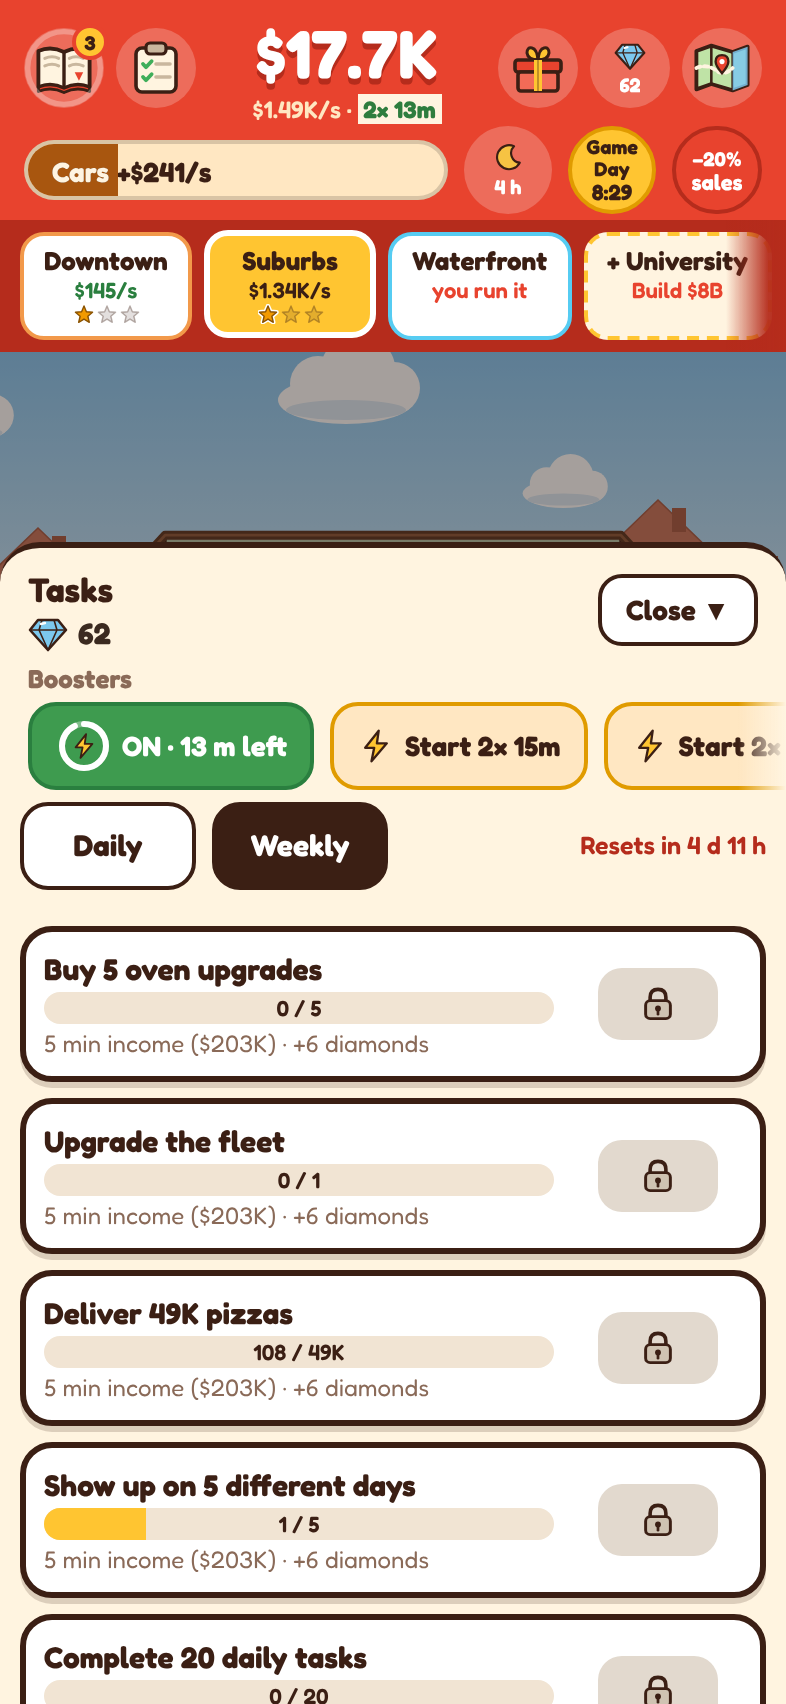 3
$17.7K
$1.49K/s · 2x 13m
62
Cars +$241/s
4 h
Game
Day
8:29
−20%
sales
Downtown
$145/s
Suburbs
$1.34K/s
Waterfront
you run it
+ University
Build $8B
Tasks
62
Close ▼
Boosters
ON · 13 m left
Start 2x 15m
Start 2x
Daily
Weekly
Resets in 4 d 11 h
Buy 5 oven upgrades
0 / 5
5 min income ($203K) · +6 diamonds
Upgrade the fleet
0 / 1
5 min income ($203K) · +6 diamonds
Deliver 49K pizzas
108 / 49K
5 min income ($203K) · +6 diamonds
Show up on 5 different days
1 / 5
5 min income ($203K) · +6 diamonds
Complete 20 daily tasks
0 / 20